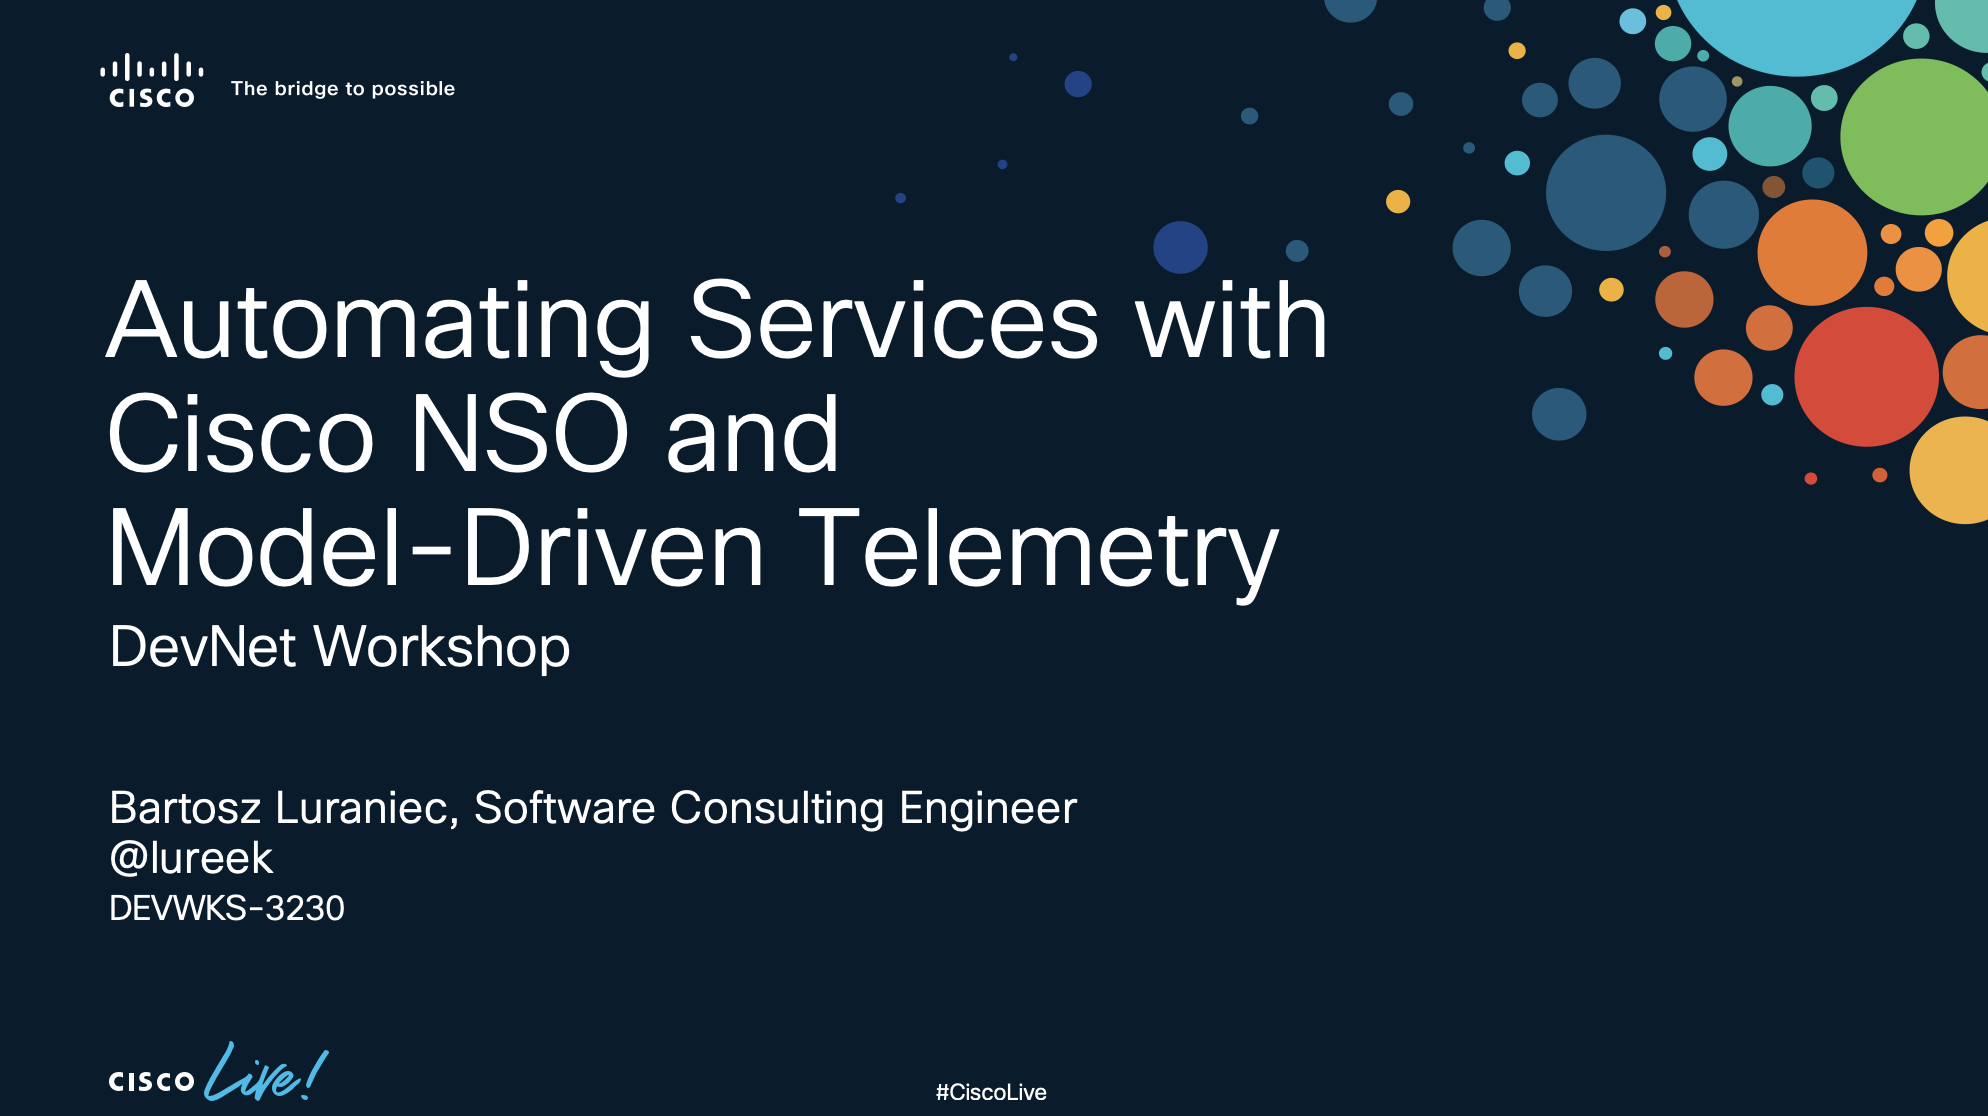 CISCO
The bridge to possible
Automating Services with
Cisco NSO and
Model-Driven Telemetry
DevNet Workshop
Bartosz Luraniec, Software Consulting Engineer
@lureek
DEVWKS-3230
CISCO Live!
#CiscoLive